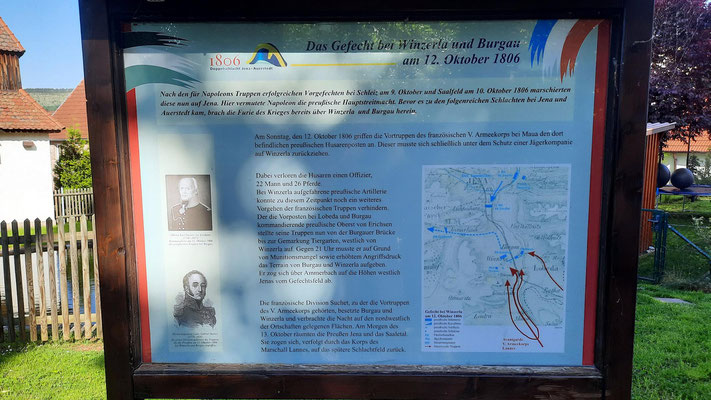 Das Gefecht bei Winzerla und Burgau
am 12. Oktober 1806
1806
Doppelschlacht Jena • Auerstedt
Nach den für Napoleons Truppen erfolgreichen Vorgefechten bei Schleiz am 9. Oktober und Saalfeld am 10. Oktober 1806 marschierten
diese nun auf Jena. Hier vermutete Napoleon die preußische Hauptstreitmacht. Bevor es zu den folgenreichen Schlachten bei Jena und
Auerstedt kam, brach die Furie des Krieges bereits über Winzerla und Burgau herein.
Am Sonntag, den 12. Oktober 1806 griffen die Vortruppen des französischen V. Armeekorps bei Maua den dort
befindlichen preußischen Husarenposten an. Dieser musste sich schließlich unter dem Schutz einer Jägerkompanie
auf Winzerla zurückziehen.
Dabei verloren die Husaren einen Offizier,
22 Mann und 26 Pferde.
Bei Winzerla aufgefahrene preußische Artillerie
konnte zu diesem Zeitpunkt noch ein weiteres
Vorgehen der französischen Truppen verhindern.
Der die Vorposten bei Lobeda und Burgau
kommandierende preußische Oberst von Erichsen
stellte seine Truppen nun von der Burgauer Brücke
bis zur Gemarkung Tiergarten, westlich von
Winzerla auf. Gegen 21 Uhr musste er auf Grund
von Munitionsmangel sowie erhöhtem Angriffsdruck
das Terrain von Burgau und Winzerla aufgeben.
Er zog sich über Ammerbach auf die Höhen westlich
Jenas vom Gefechtsfeld ab.
Die französische Division Suchet, zu der die Vortruppen
des V. Armeekorps gehörten, besetzte Burgau und
Winzerla und verbrachte die Nacht auf den nordwestlich
der Ortschaften gelegenen Flächen. Am Morgen des
13. Oktober räumten die Preußen Jena und das Saaletal.
Sie zogen sich, verfolgt durch das Korps des
Marschall Lannes, auf das spätere Schlachtfeld zurück.
Lobeda
Gefecht bei Winzerla
am 12. Oktober 1806
Avantgarde
V. Armeekorps
Lannes